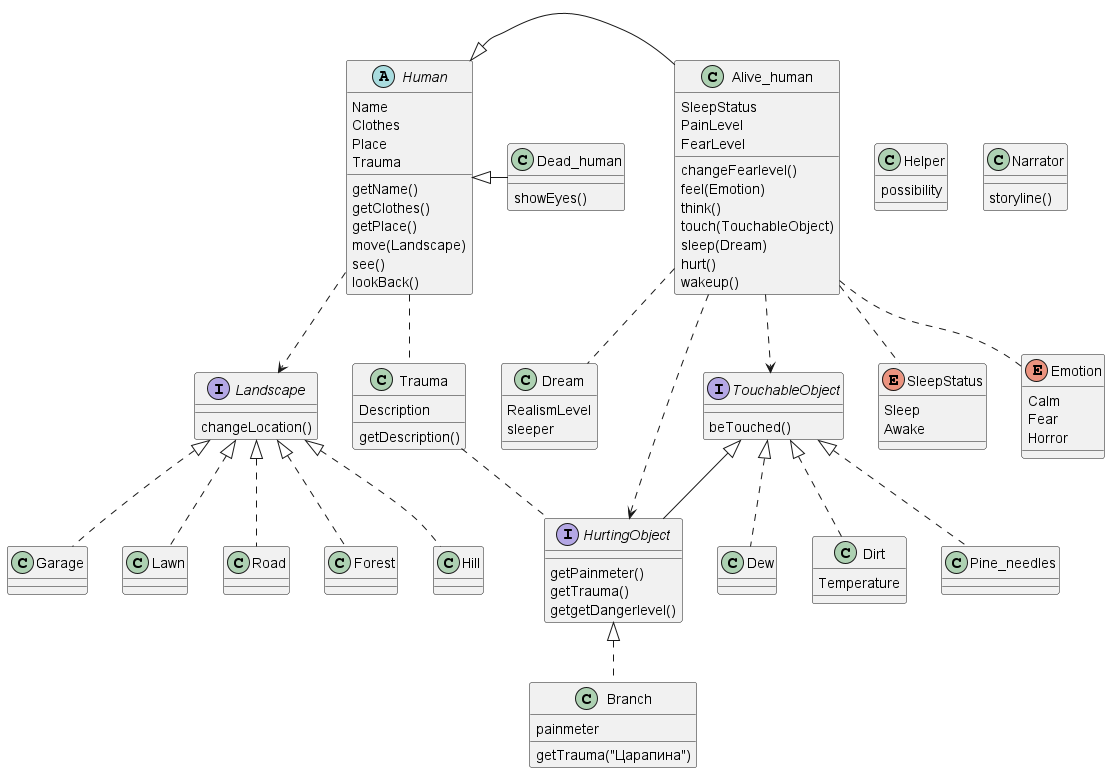 A Human
Name
Clothes
Place
Trauma
getName()
getClothes()
getPlace()
move(Landscape)
see()
lookBack()
C Alive_human
SleepStatus
PainLevel
FearLevel
changeFearlevel()
feel(Emotion)
think()
touch(TouchableObject)
sleep(Dream)
hurt()
wakeup()
C Dead_human
showEyes()
C Helper
possibility
C Narrator
storyline()
I Landscape
changeLocation()
C Trauma
Description
getDescription()
C Dream
RealismLevel
sleeper
I TouchableObject
beTouched()
E SleepStatus
Sleep
Awake
E Emotion
Calm
Fear
Horror
C Garage
C Lawn
C Road
C Forest
C Hill
I HurtingObject
getPainmeter()
getTrauma()
getgetDangerlevel()
C Dew
C Dirt
Temperature
C Pine_needles
C Branch
painmeter
getTrauma("Царапина")